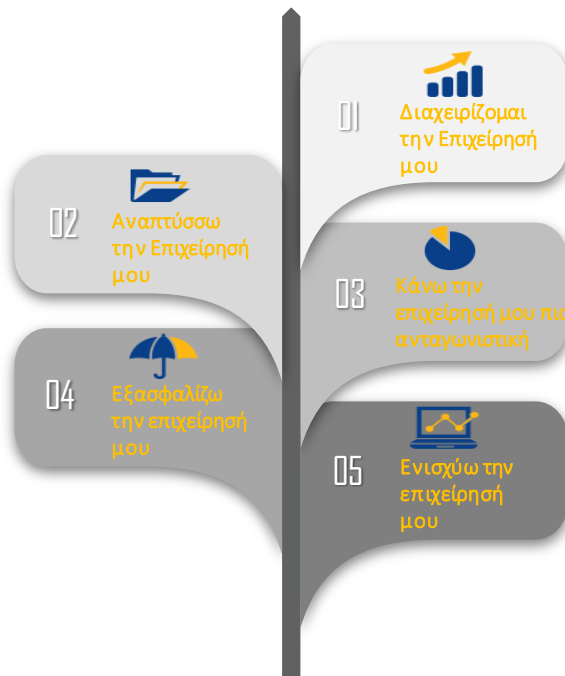 01
Διαχειρίζομαι
την Επιχείρησή
μου
02
Αναπτύσσω
την Επιχείρησή
μου
03
Κάνω την
επιχείρησή μου πιο
ανταγωνιστική
04
Εξασφαλίζω
την επιχείρησή
μου
05
Ενισχύω την
επιχείρησή
μου